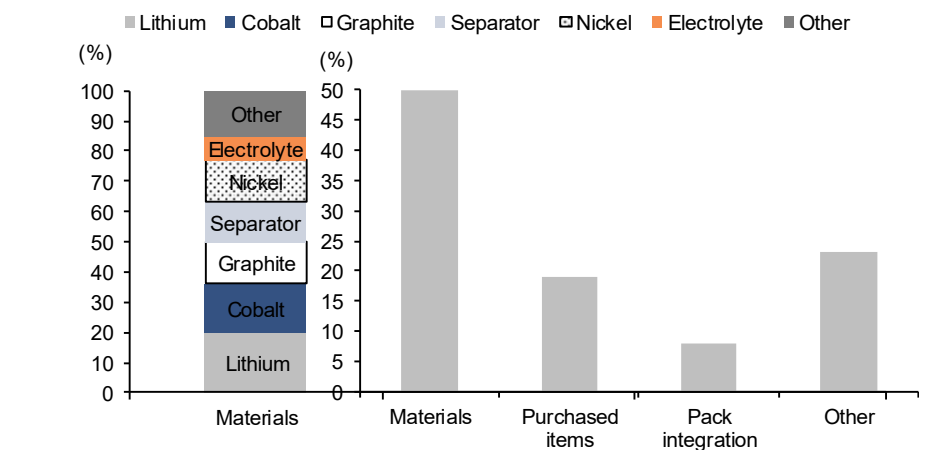 Lithium Cobalt Graphite Separator Nickel Electrolyte Other
(%)
100
90
80
70
60
50
40
30
20
10
0
Other
Electrolyte
Nickel
Separator
Graphite
Cobalt
Lithium
Materials
(%)
50
45
40
35
30
25
20
15
10
5
0
Materials
Purchased
items
Pack
integration
Other